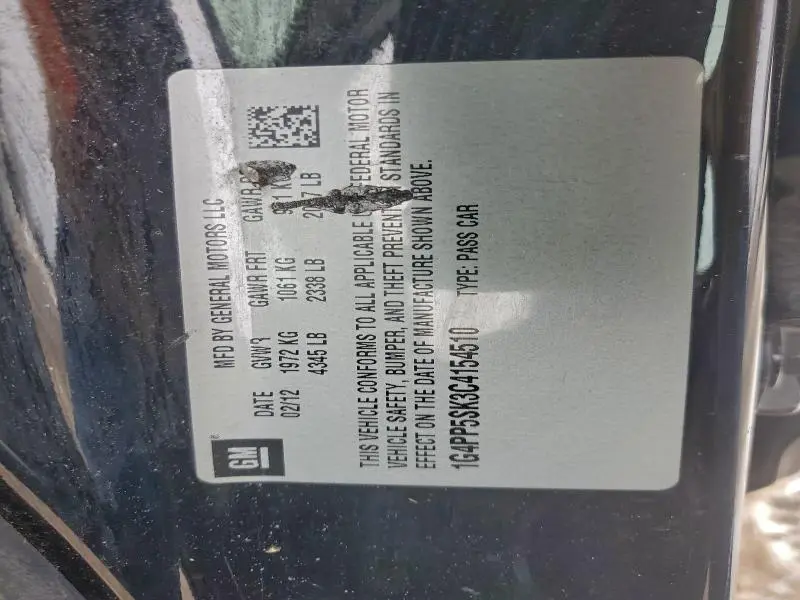 GM
MFD BY GENERAL MOTORS LLC
DATE GVWR GAWR FRT GAWR
02/12 1972 KG 1061 KG KG
4345 LB 2338 LB LB
THIS VEHICLE CONFORMS TO ALL APPLICABLE FEDERAL MOTOR
VEHICLE SAFETY, BUMPER, AND THEFT PREVENTION STANDARDS IN
EFFECT ON THE DATE OF MANUFACTURE SHOWN ABOVE.
1G4PP5SK3C4154510 TYPE: PASS CAR